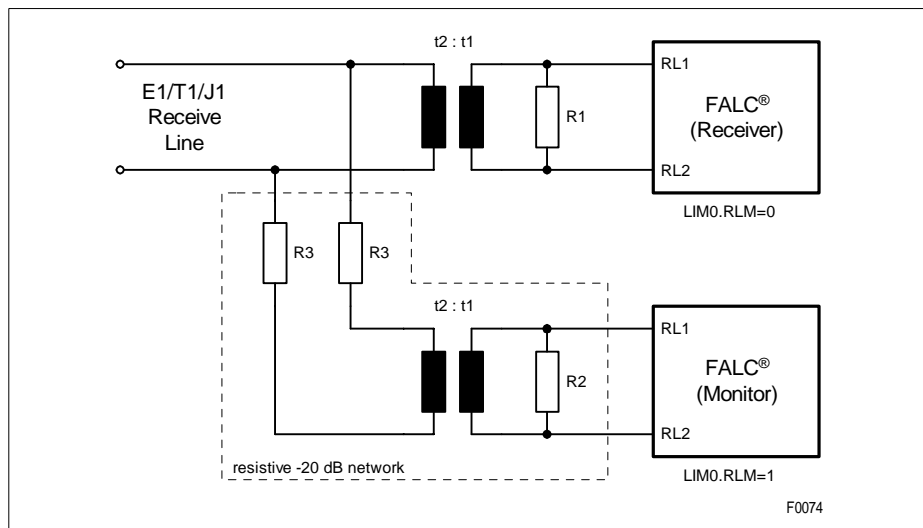 t2 : t1
E1/T1/J1
Receive
Line
R1
RL1
RL2
FALC®
(Receiver)
LIM0.RLM=0
R3
R3
t2 : t1
R2
RL1
RL2
FALC®
(Monitor)
resistive -20 dB network
LIM0.RLM=1
F0074